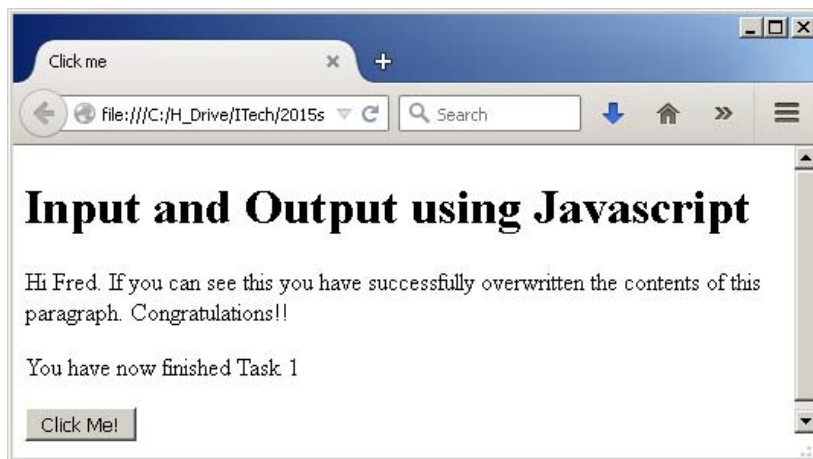 Click me
file:///C:/H_Drive/ITech/2015s
Search
Input and Output using Javascript
Hi Fred. If you can see this you have successfully overwritten the contents of this
paragraph. Congratulations!!
You have now finished Task 1
Click Me!